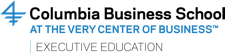 Columbia Business School
AT THE VERY CENTER OF BUSINESS™
EXECUTIVE EDUCATION